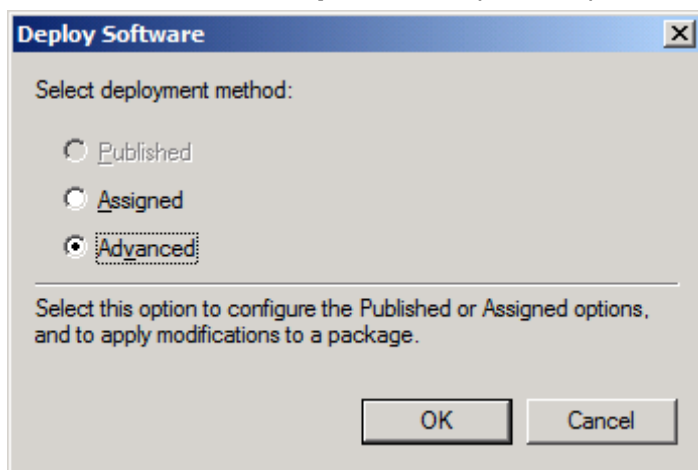 Deploy Software
Select deployment method:
Published
Assigned
Advanced
Select this option to configure the Published or Assigned options,
and to apply modifications to a package.
OK
Cancel